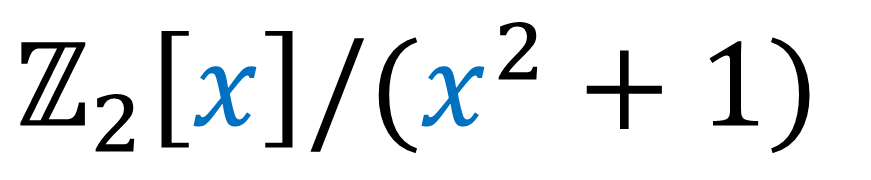 ℤ₂[x]/(x² + 1)